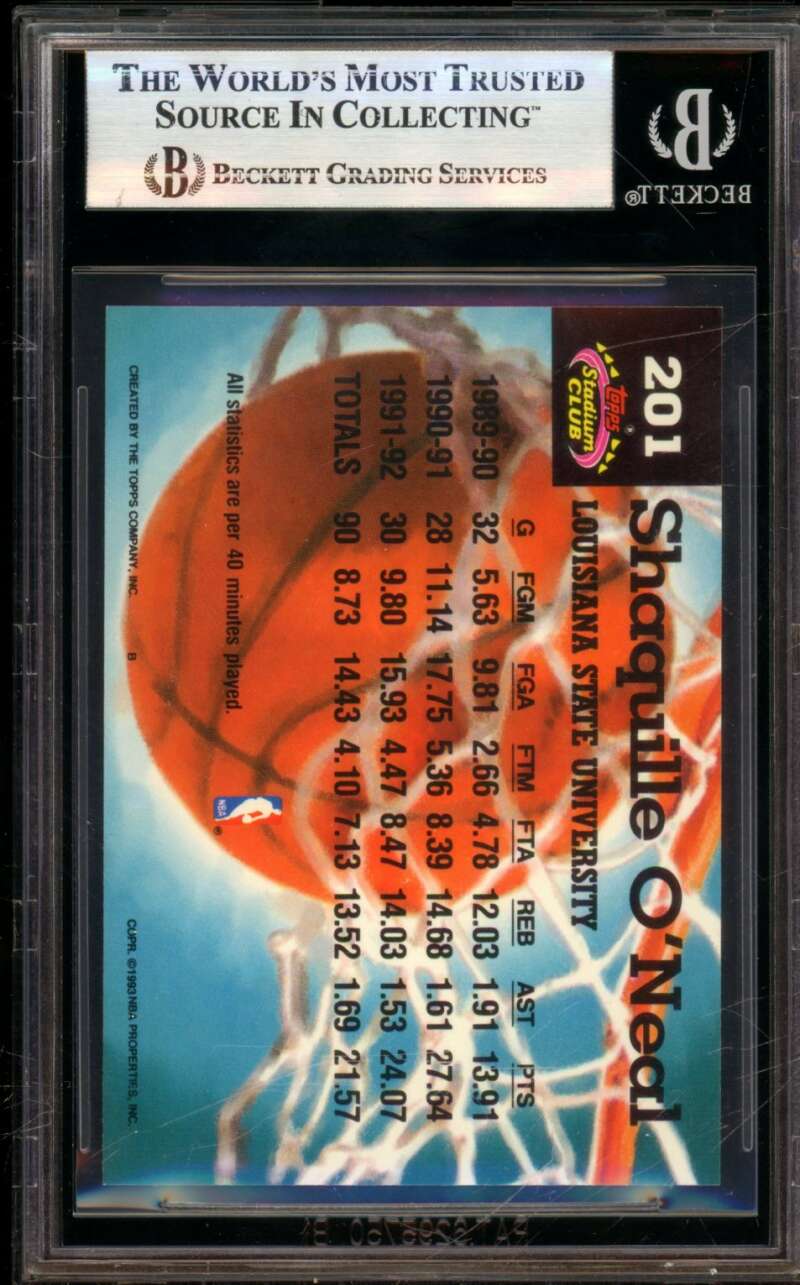 THE WORLD'S MOST TRUSTED
SOURCE IN COLLECTING™
B BECKETT GRADING SERVICES
B
BECKETT®
201
Topps
Stadium
CLUB
®
Shaquille O'Neal
LOUISIANA STATE UNIVERSITY
G FGM FGA FTM FTA REB AST PTS
1989-90 32 5.63 9.81 2.66 4.78 12.03 1.91 13.91
1990-91 28 11.14 17.75 5.36 8.39 14.68 1.61 27.64
1991-92 30 9.80 15.93 4.47 8.47 14.03 1.53 24.07
TOTALS 90 8.73 14.43 4.10 7.13 13.52 1.69 21.57
All statistics are per 40 minutes played.
NBA ®
CREATED BY THE TOPPS COMPANY, INC. B CUPR. ©1993 NBA PROPERTIES, INC.